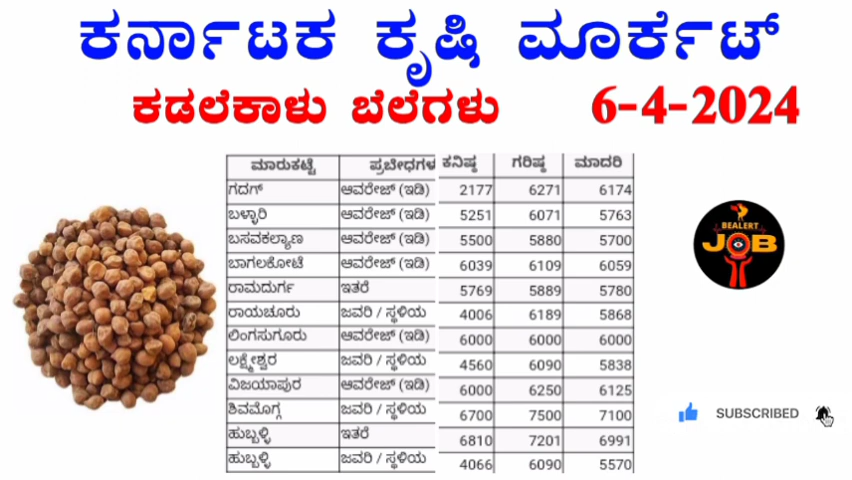 ಕರ್ನಾಟಕ ಕೃಷಿ ಮಾರ್ಕೆಟ್
ಕಡಲೆಕಾಳು ಬೆಲೆಗಳು 6-4-2024
ಮಾರುಕಟ್ಟೆ ಪ್ರಬೇಧಗಳ ಕನಿಷ್ಠ ಗರಿಷ್ಠ ಮಾದರಿ
ಗದಗ್ ಆವರೇಜ್ (ಇಡಿ) 2177 6271 6174
ಬಳ್ಳಾರಿ ಆವರೇಜ್ (ಇಡಿ) 5251 6071 5763
ಬಸವಕಲ್ಯಾಣ ಆವರೇಜ್ (ಇಡಿ) 5500 5880 5700
ಬಾಗಲಕೋಟೆ ಆವರೇಜ್ (ಇಡಿ) 6039 6109 6059
ರಾಮದುರ್ಗ ಇತರೆ 5769 5889 5780
ರಾಯಚೂರು ಜವರಿ / ಸ್ಥಳಿಯ 4006 6189 5868
ಲಿಂಗಸುಗೂರು ಆವರೇಜ್ (ಇಡಿ) 6000 6000 6000
ಲಕ್ಷ್ಮೇಶ್ವರ ಜವರಿ / ಸ್ಥಳಿಯ 4560 6090 5838
ವಿಜಯಾಪುರ ಆವರೇಜ್ (ಇಡಿ) 6000 6250 6125
ಶಿವಮೊಗ್ಗ ಜವರಿ / ಸ್ಥಳಿಯ 6700 7500 7100
ಹುಬ್ಬಳ್ಳಿ ಇತರೆ 6810 7201 6991
ಹುಬ್ಬಳ್ಳಿ ಜವರಿ / ಸ್ಥಳಿಯ 4066 6090 5570
BEALERT
JOB
SUBSCRIBED